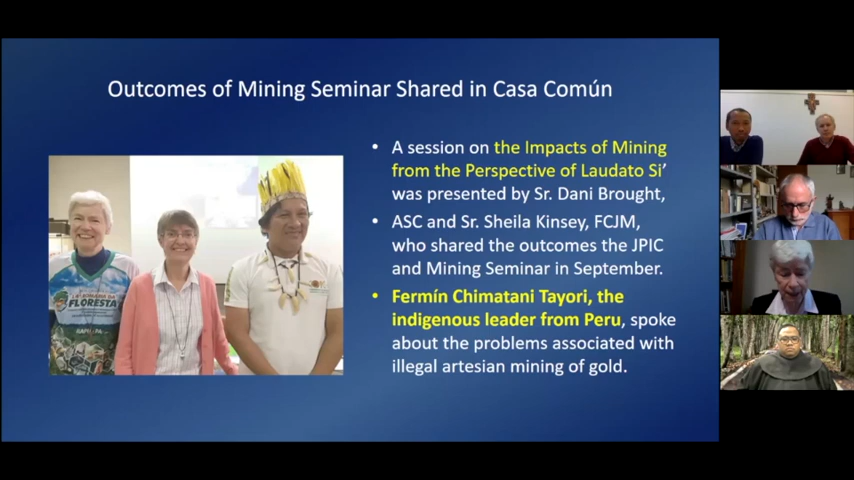 Outcomes of Mining Seminar Shared in Casa Común
• A session on the Impacts of Mining
from the Perspective of Laudato Si'
was presented by Sr. Dani Brought,
• ASC and Sr. Sheila Kinsey, FCJM,
who shared the outcomes the JPIC
and Mining Seminar in September.
• Fermín Chimatani Tayori, the
indigenous leader from Peru, spoke
about the problems associated with
illegal artesian mining of gold.
FLORESTA